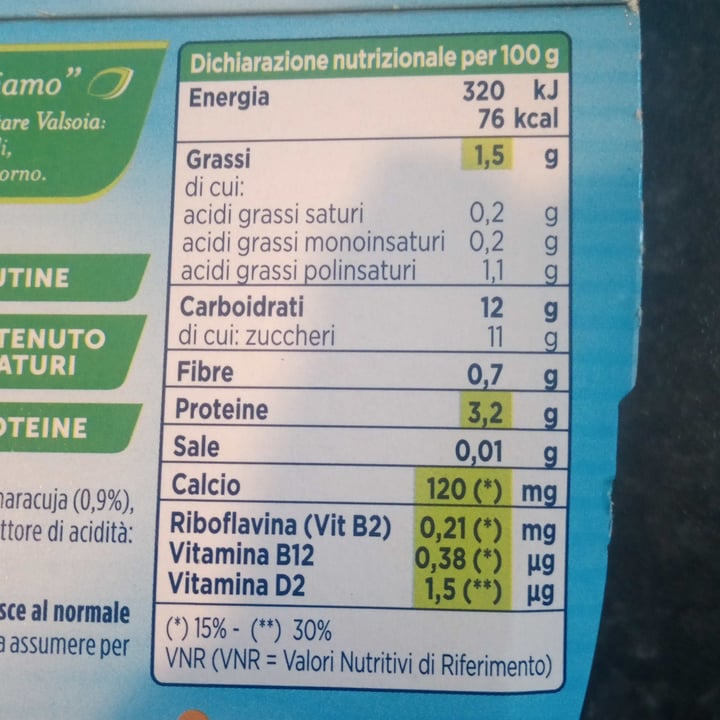 Dichiarazione nutrizionale per 100 g
Energia 320 kJ
76 kcal
Grassi 1,5 g
di cui:
acidi grassi saturi 0,2 g
acidi grassi monoinsaturi 0,2 g
acidi grassi polinsaturi 1,1 g
Carboidrati 12 g
di cui: zuccheri 11 g
Fibre 0,7 g
Proteine 3,2 g
Sale 0,01 g
Calcio 120 (*) mg
Riboflavina (Vit B2) 0,21 (*) mg
Vitamina B12 0,38 (*) µg
Vitamina D2 1,5 (**) µg
(*) 15% - (**) 30%
VNR (VNR = Valori Nutritivi di Riferimento)
Valsoia:
orno.
UTINE
TENUTO
ATURI
OTEINE
maracuja (0,9%),
ttore di acidità:
sce al normale
a assumere per